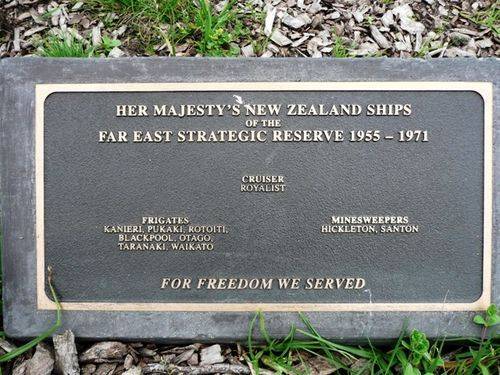 HER MAJESTY'S NEW ZEALAND SHIPS
OF THE
FAR EAST STRATEGIC RESERVE 1955 – 1971
CRUISER
ROYALIST
FRIGATES
KANIERI, PUKAKI, ROTOITI,
BLACKPOOL, OTAGO,
TARANAKI, WAIKATO
MINESWEEPERS
HICKLETON, SANTON
FOR FREEDOM WE SERVED